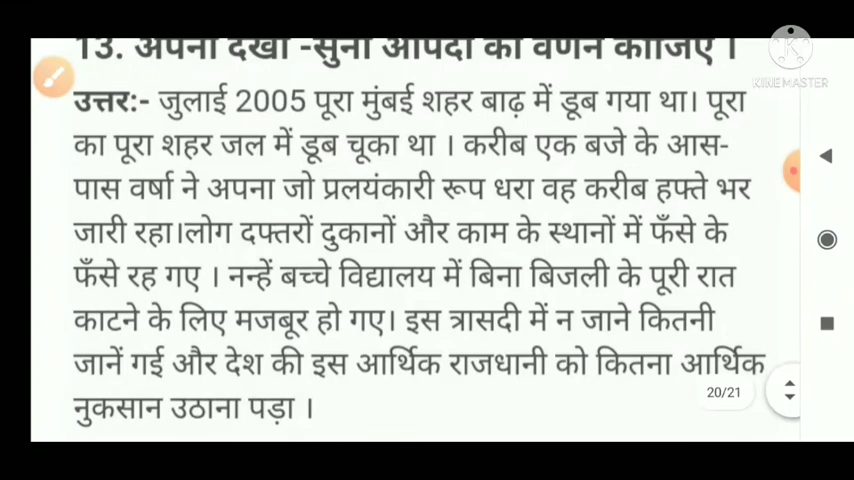 13. अपनी देखी -सुनी आपदा का वर्णन कीजिए ।
KINEMASTER
उत्तर:- जुलाई 2005 पूरा मुंबई शहर बाढ़ में डूब गया था। पूरा
का पूरा शहर जल में डूब चूका था । करीब एक बजे के आस-
पास वर्षा ने अपना जो प्रलयंकारी रूप धरा वह करीब हफ्ते भर
जारी रहा।लोग दफ्तरों दुकानों और काम के स्थानों में फँसे के
फँसे रह गए । नन्हें बच्चे विद्यालय में बिना बिजली के पूरी रात
काटने के लिए मजबूर हो गए। इस त्रासदी में न जाने कितनी
जानें गई और देश की इस आर्थिक राजधानी को कितना आर्थिक
नुकसान उठाना पड़ा ।
20/21